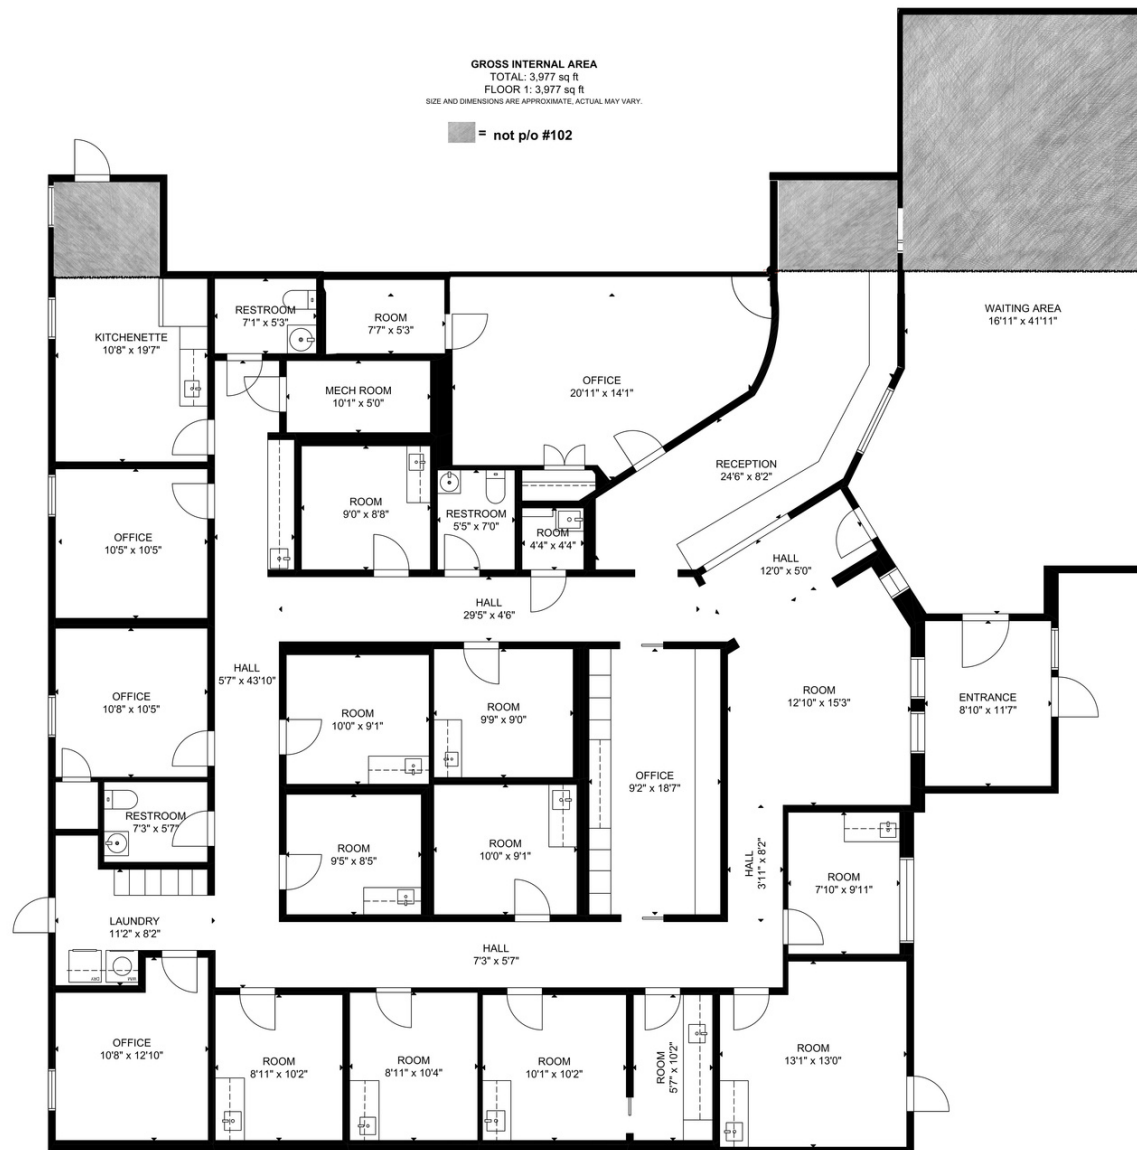 GROSS INTERNAL AREA
TOTAL: 3,977 sq ft
FLOOR 1: 3,977 sq ft
SIZE AND DIMENSIONS ARE APPROXIMATE, ACTUAL MAY VARY.
= not p/o #102
KITCHENETTE
10'8" x 19'7"
RESTROOM
7'1" x 5'3"
ROOM
7'7" x 5'3"
WAITING AREA
16'11" x 41'11"
MECH ROOM
10'1" x 5'0"
OFFICE
20'11" x 14'1"
RECEPTION
24'6" x 8'2"
ROOM
9'0" x 8'8"
RESTROOM
5'5" x 7'0"
ROOM
4'4" x 4'4"
OFFICE
10'5" x 10'5"
HALL
12'0" x 5'0"
HALL
29'5" x 4'6"
HALL
5'7" x 43'10"
OFFICE
10'8" x 10'5"
ROOM
10'0" x 9'1"
ROOM
9'9" x 9'0"
ROOM
12'10" x 15'3"
ENTRANCE
8'10" x 11'7"
OFFICE
9'2" x 18'7"
RESTROOM
7'3" x 5'7"
ROOM
9'5" x 8'5"
ROOM
10'0" x 9'1"
HALL
3'11" x 8'2"
ROOM
7'10" x 9'11"
LAUNDRY
11'2" x 8'2"
HALL
7'3" x 5'7"
OFFICE
10'8" x 12'10"
ROOM
8'11" x 10'2"
ROOM
8'11" x 10'4"
ROOM
10'1" x 10'2"
ROOM
5'7" x 10'2"
ROOM
13'1" x 13'0"